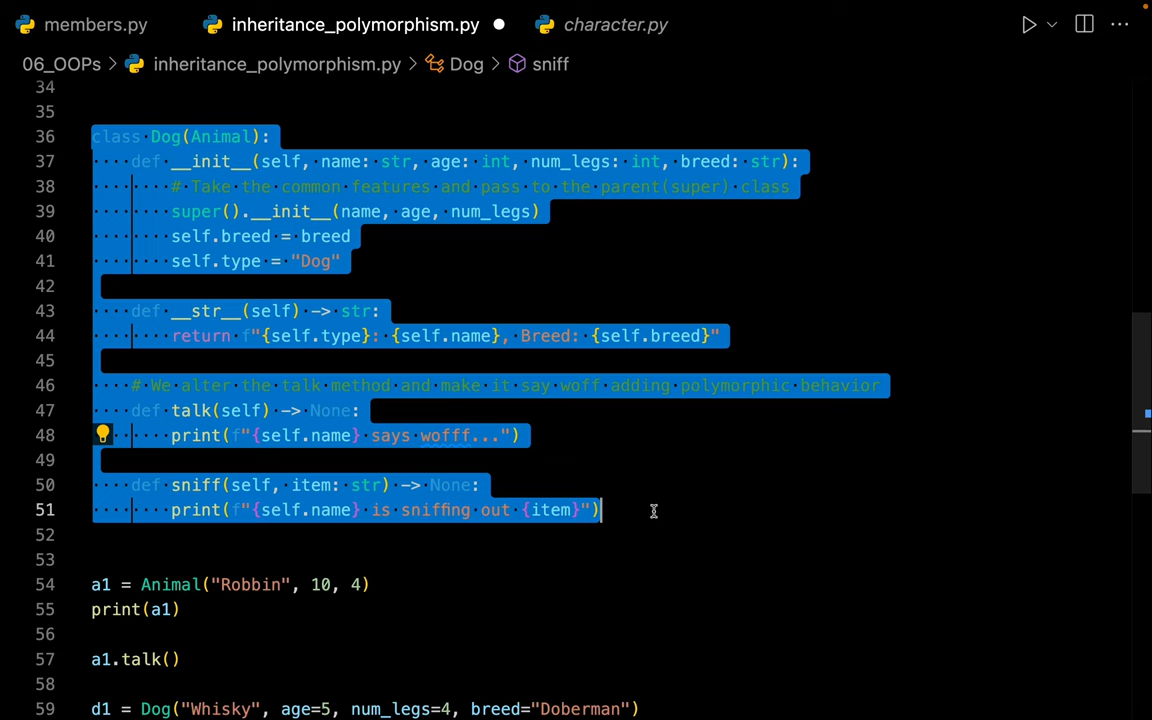 members.py inheritance_polymorphism.py character.py
06_OOPs > inheritance_polymorphism.py > Dog > sniff
34
35
36 class Dog(Animal):
37 def __init__(self, name: str, age: int, num_legs: int, breed: str):
38 # Take the common features and pass to the parent(super) class
39 super().__init__(name, age, num_legs)
40 self.breed = breed
41 self.type = "Dog"
42
43 def __str__(self) -> str:
44 return f"{self.type}: {self.name}, Breed: {self.breed}"
45
46 # We alter the talk method and make it say woff adding polymorphic behavior
47 def talk(self) -> None:
48 print(f"{self.name} says wofff...")
49
50 def sniff(self, item: str) -> None:
51 print(f"{self.name} is sniffing out {item}")
52
53
54 a1 = Animal("Robbin", 10, 4)
55 print(a1)
56
57 a1.talk()
58
59 d1 = Dog("Whisky", age=5, num_legs=4, breed="Doberman")